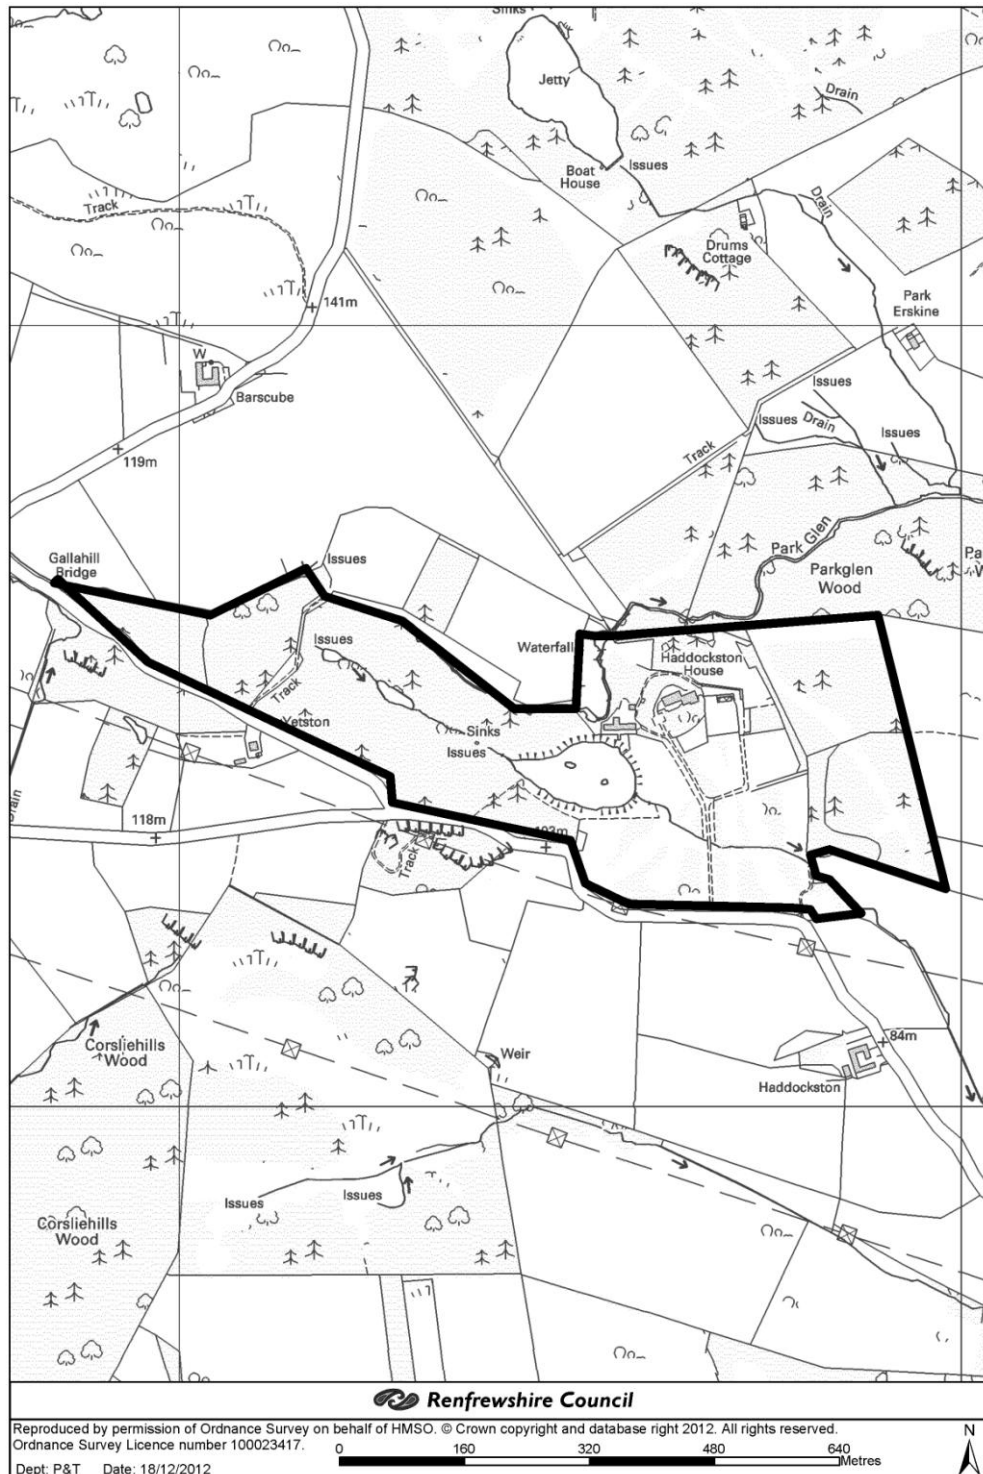 Sinks
Jetty
Drain
Boat
House
Issues
Track
Drain
Drums
Cottage
Park
Erskine
141m
W
Barscube
Issues
Issues
Drain
Issues
119m
Track
Gallahill
Bridge
Issues
Park Glen
Parkglen
Wood
Issues
Waterfall
Haddockston
House
Track
Yetston
Sinks
Issues
Drain
118m
Track
84m
Corsliehills
Wood
Weir
Haddockston
Issues
Issues
Corsliehills
Wood
Renfrewshire Council
Reproduced by permission of Ordnance Survey on behalf of HMSO. © Crown copyright and database right 2012. All rights reserved.
Ordnance Survey Licence number 100023417.
N
0 160 320 480 640
Metres
Dept: P&T Date: 18/12/2012